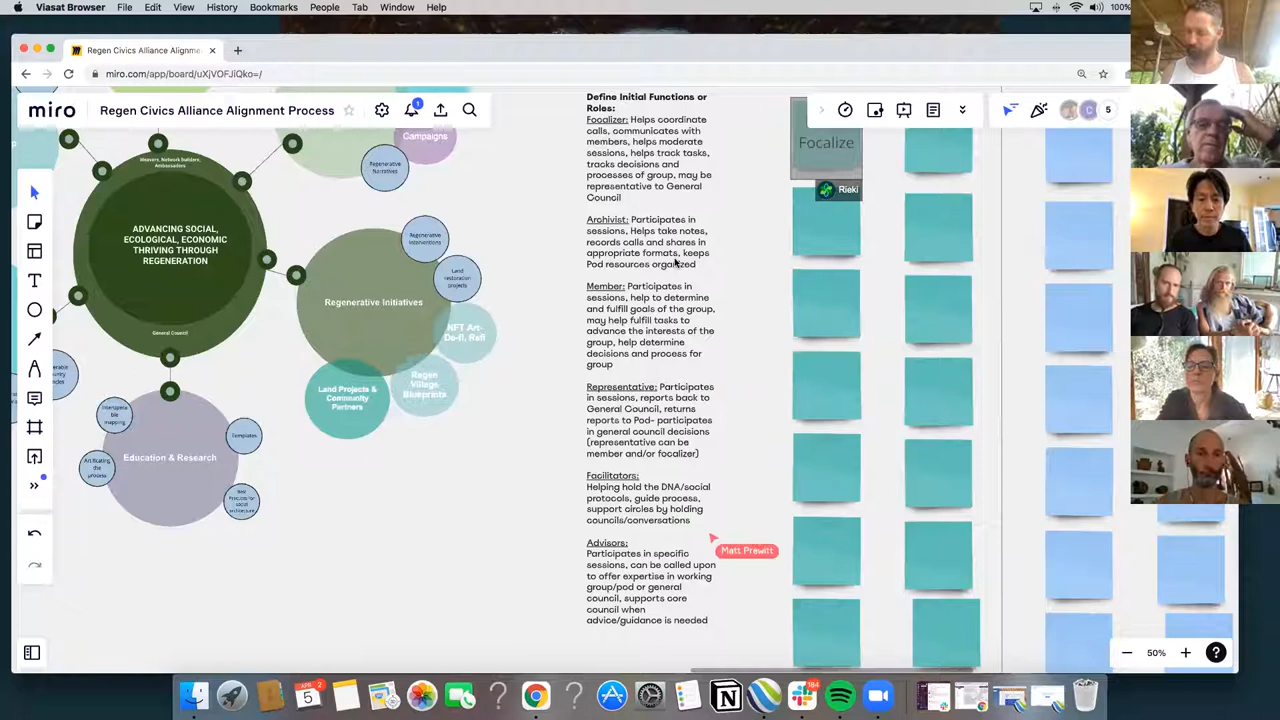 Viasat Browser File Edit View History Bookmarks People Tab Window Help
100%
Regen Civics Alliance Alignme
miro.com/app/board/uXjVOFJiQko=/
miro Regen Civics Alliance Alignment Process
1
5
Campaigns
Regenerative
Narratives
Weavers, Network Builders,
Ambassadors
ADVANCING SOCIAL,
ECOLOGICAL, ECONOMIC
THRIVING THROUGH
REGENERATION
General Council
Regenerative
Interventions
Land
restoration
projects
Regenerative Initiatives
NFT Art-
De-fi, Refi
Regen
Village
Blueprints
Land Projects &
Community
Partners
Education & Research
Templates
Define Initial Functions or
Roles:
Focalizer: Helps coordinate
calls, communicates with
members, helps moderate
sessions, helps track tasks,
tracks decisions and
processes of group, may be
representative to General
Council
Archivist: Participates in
sessions, Helps take notes,
records calls and shares in
appropriate formats, keeps
Pod resources organized
Member: Participates in
sessions, help to determine
and fulfill goals of the group,
may help fulfill tasks to
advance the interests of the
group, help determine
decisions and process for
group
Representative: Participates
in sessions, reports back to
General Council, returns
reports to Pod- participates
in general council decisions
(representative can be
member and/or focalizer)
Facilitators:
Helping hold the DNA/social
protocols, guide process,
support circles by holding
councils/conversations
Advisors:
Participates in specific
sessions, can be called upon
to offer expertise in working
group/pod or general
council, supports core
council when
advice/guidance is needed
Focalize
Rieki
Matt Prewitt
50%
APR
5
2
184